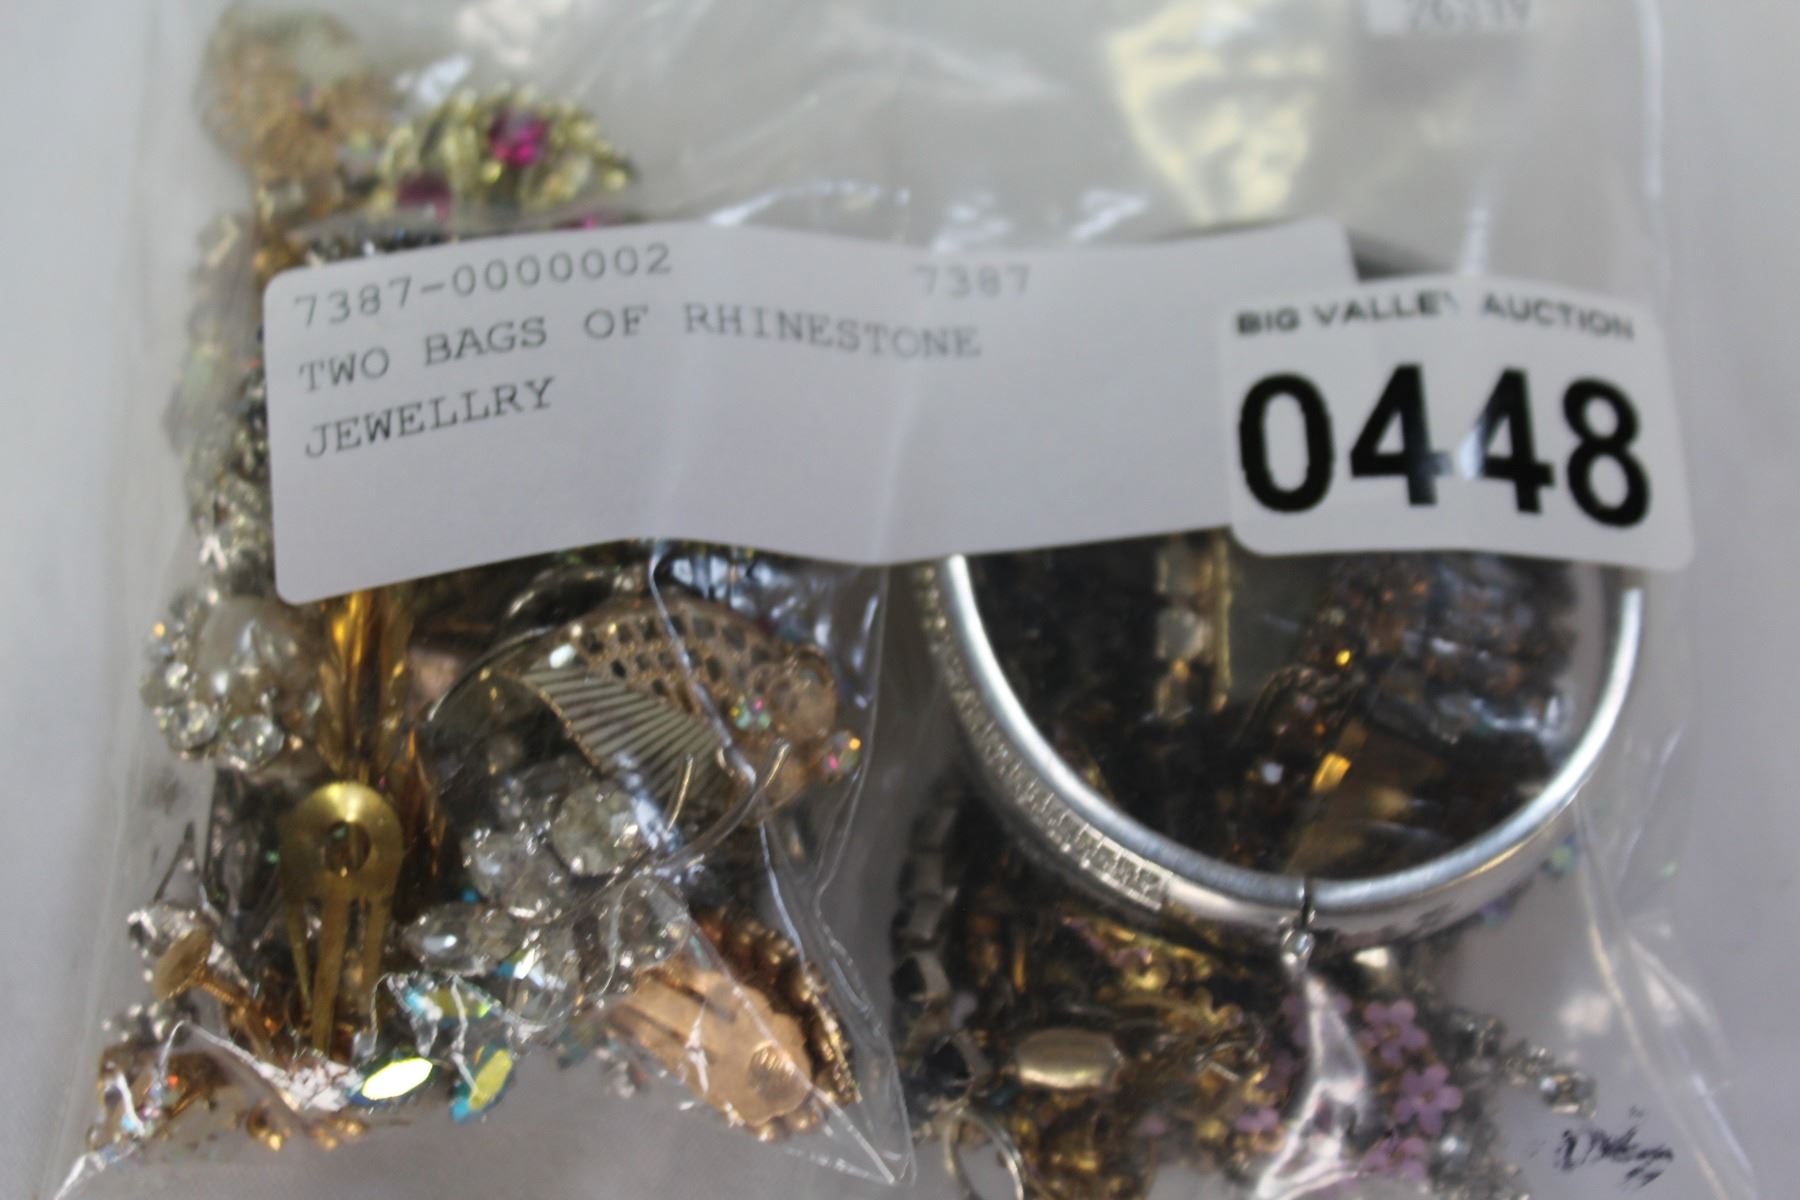 7387-0000002 7387
TWO BAGS OF RHINESTONE
JEWELLRY
BIG VALLEY AUCTION
0448